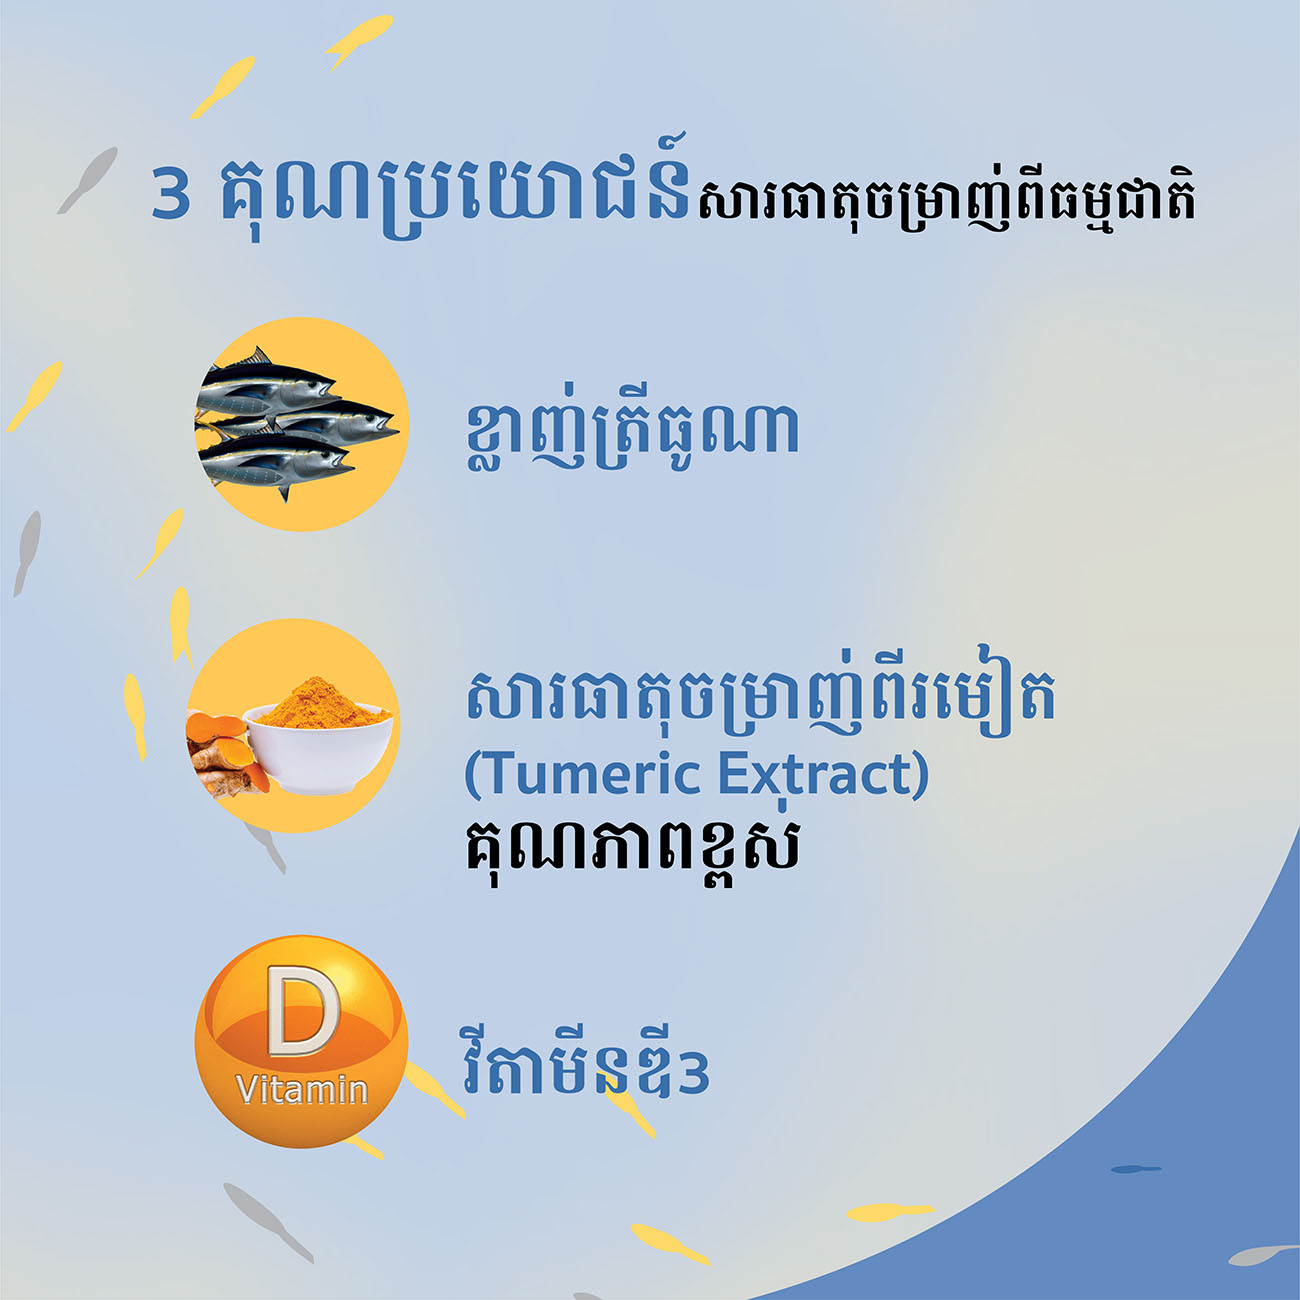 3 គុណប្រយោជន៍សារធាតុចម្រាញ់ពីធម្មជាតិ
ខ្លាញ់ត្រីធូណា
សារធាតុចម្រាញ់ពីរមៀត
(Tumeric Extract)
គុណភាពខ្ពស់
D
Vitamin
វីតាមីនឌី3